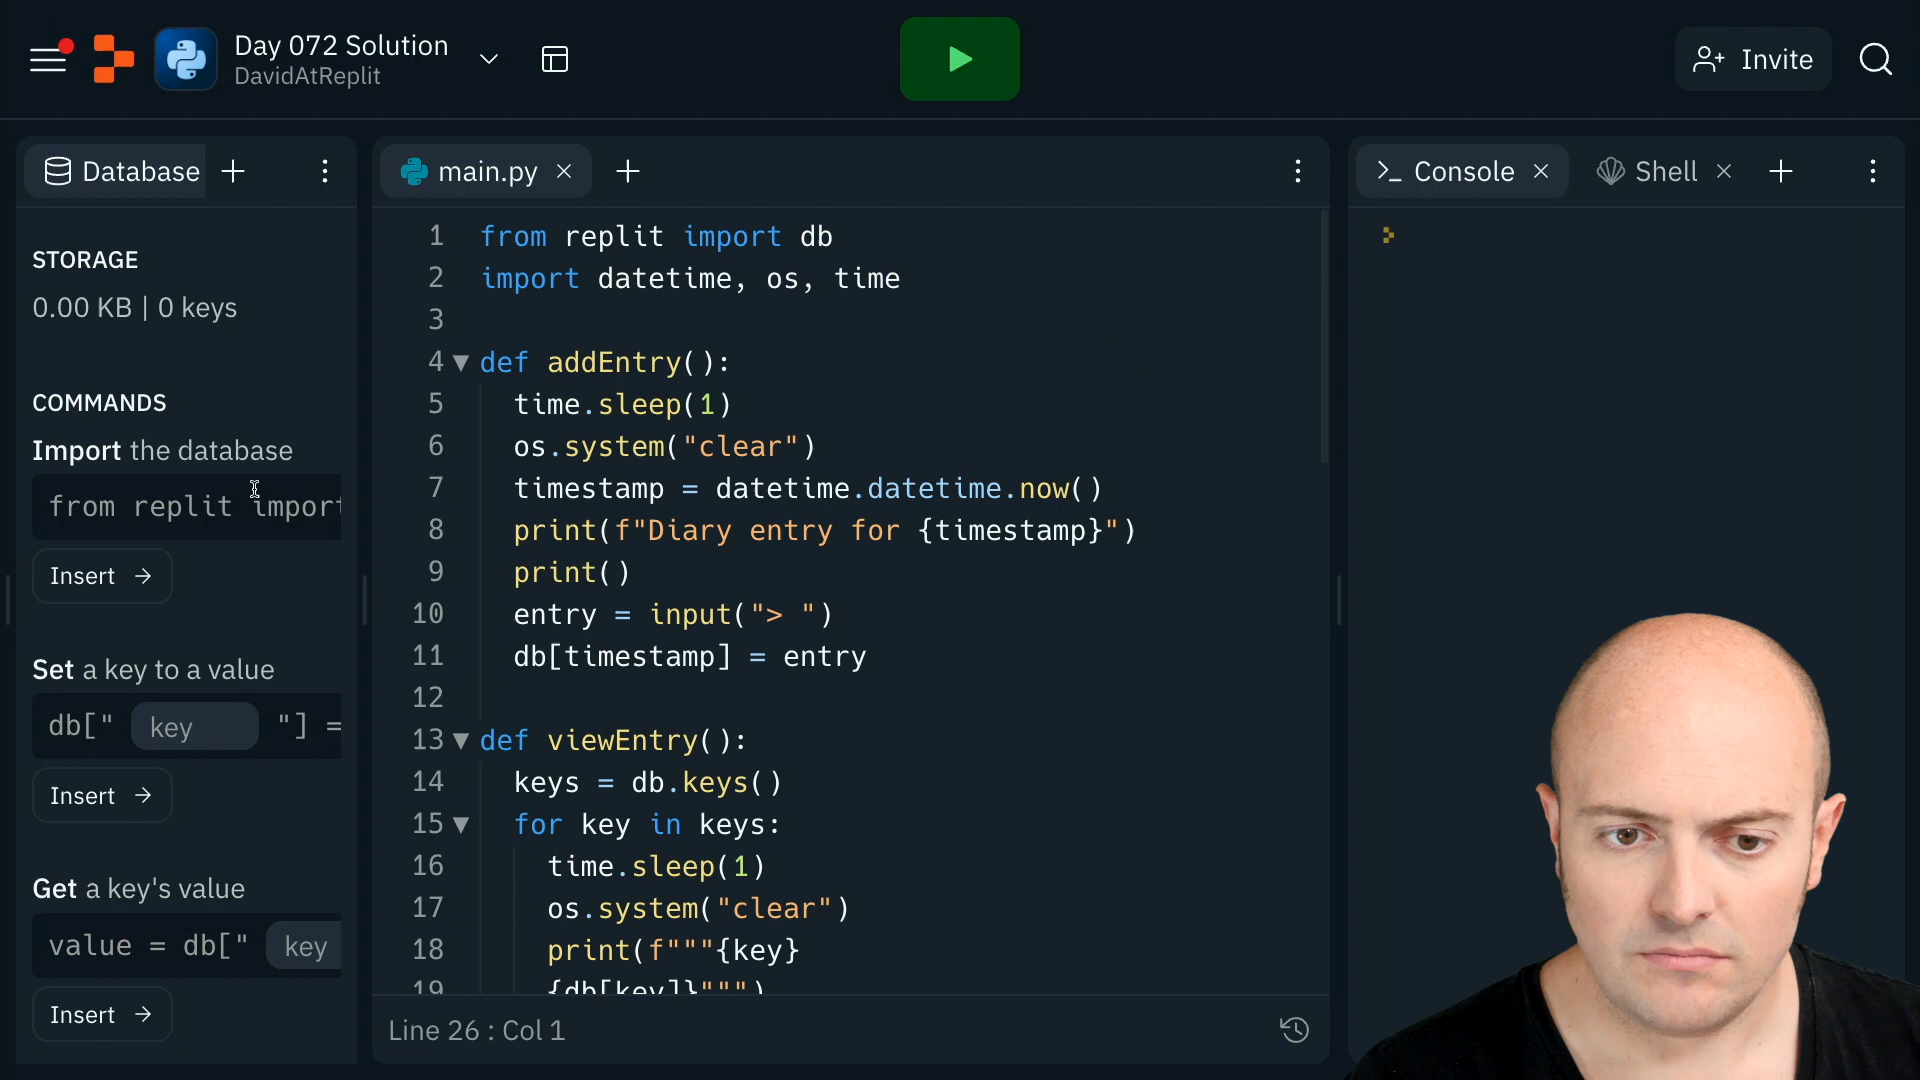 Day 072 Solution
DavidAtReplit
Invite
Database
STORAGE
0.00 KB | 0 keys
COMMANDS
Import the database
from replit import
Insert →
Set a key to a value
db[" key "] =
Insert →
Get a key's value
value = db[" key
Insert →
main.py
1 from replit import db
2 import datetime, os, time
3
4 def addEntry():
5 time.sleep(1)
6 os.system("clear")
7 timestamp = datetime.datetime.now()
8 print(f"Diary entry for {timestamp}")
9 print()
10 entry = input("> ")
11 db[timestamp] = entry
12
13 def viewEntry():
14 keys = db.keys()
15 for key in keys:
16 time.sleep(1)
17 os.system("clear")
18 print(f"""{key}
19 {db[key]}""")
Line 26 : Col 1
Console
Shell